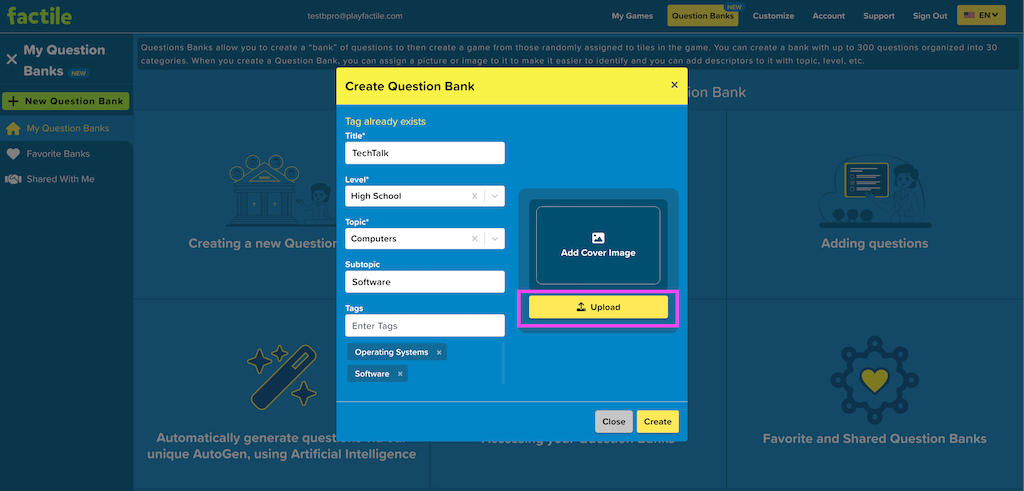 factile
testbpro@playfactile.com
My Games
Question Banks
NEW
Customize
Account
Support
Sign Out
EN
My Question
Banks NEW
Questions Banks allow you to create a “bank” of questions to then create a game from those randomly assigned to tiles in the game. You can create a bank with up to 300 questions organized into 30
categories. When you create a Question Bank, you can assign a picture or image to it to make it easier to identify and you can add descriptors to it with topic, level, etc.
+ New Question Bank
My Question Banks
Favorite Banks
Shared With Me
Bank
Create Question Bank
×
Tag already exists
Title*
TechTalk
Level*
High School
Topic*
Computers
Subtopic
Software
Tags
Enter Tags
Operating Systems ×
Software ×
Add Cover Image
Upload
Close
Create
Creating a new Question
Adding questions
Automatically generate questions
unique AutoGen, using Artificial Intelligence
Question Banks
Favorite and Shared Question Banks